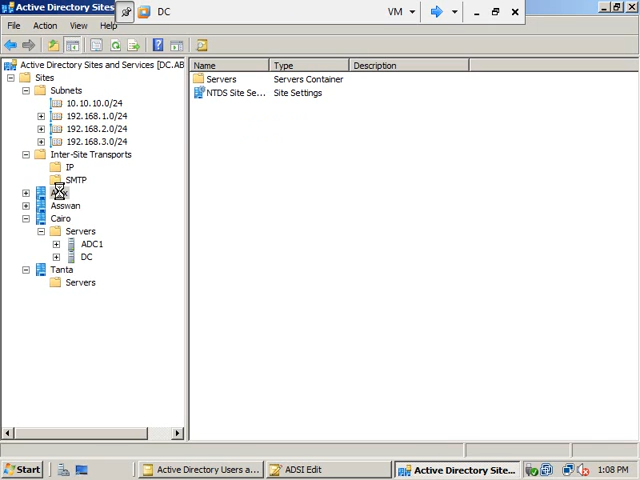 Active Directory Sites
DC
VM
File Action View Help
Active Directory Sites and Services [DC.AB
Name Type Description
Sites
Servers Servers Container
Subnets
NTDS Site Se... Site Settings
10.10.10.0/24
192.168.1.0/24
192.168.2.0/24
192.168.3.0/24
Inter-Site Transports
IP
SMTP
Asswan
Cairo
Servers
ADC1
DC
Tanta
Servers
Start
Active Directory Users a...
ADSI Edit
Active Directory Site...
1:08 PM